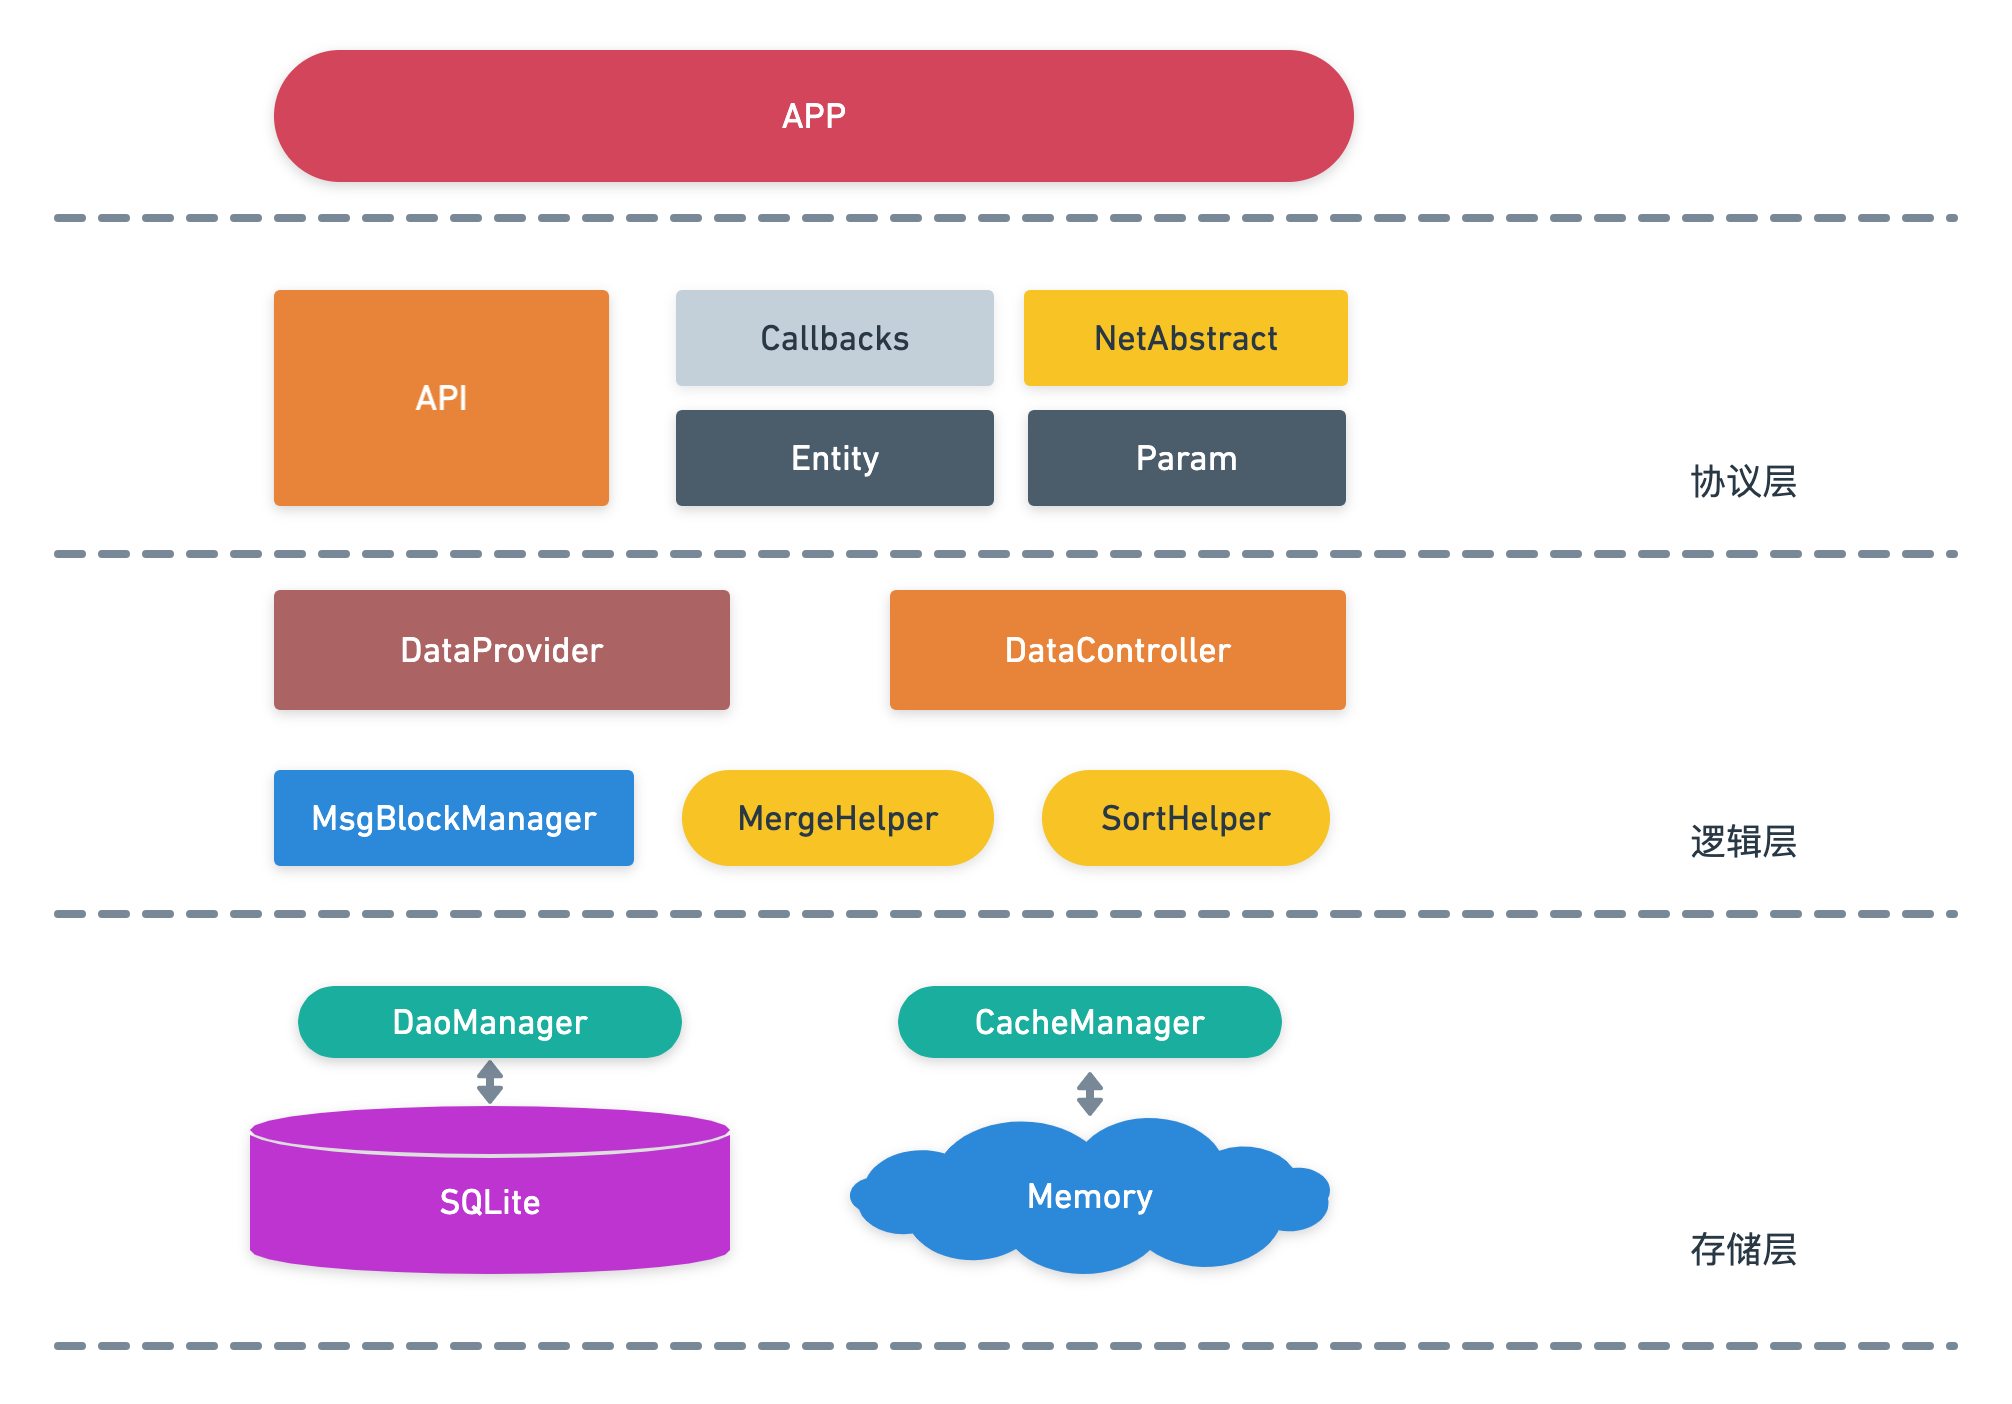 APP
API
Callbacks
NetAbstract
Entity
Param
协议层
DataProvider
DataController
MsgBlockManager
MergeHelper
SortHelper
逻辑层
DaoManager
CacheManager
SQLite
Memory
存储层